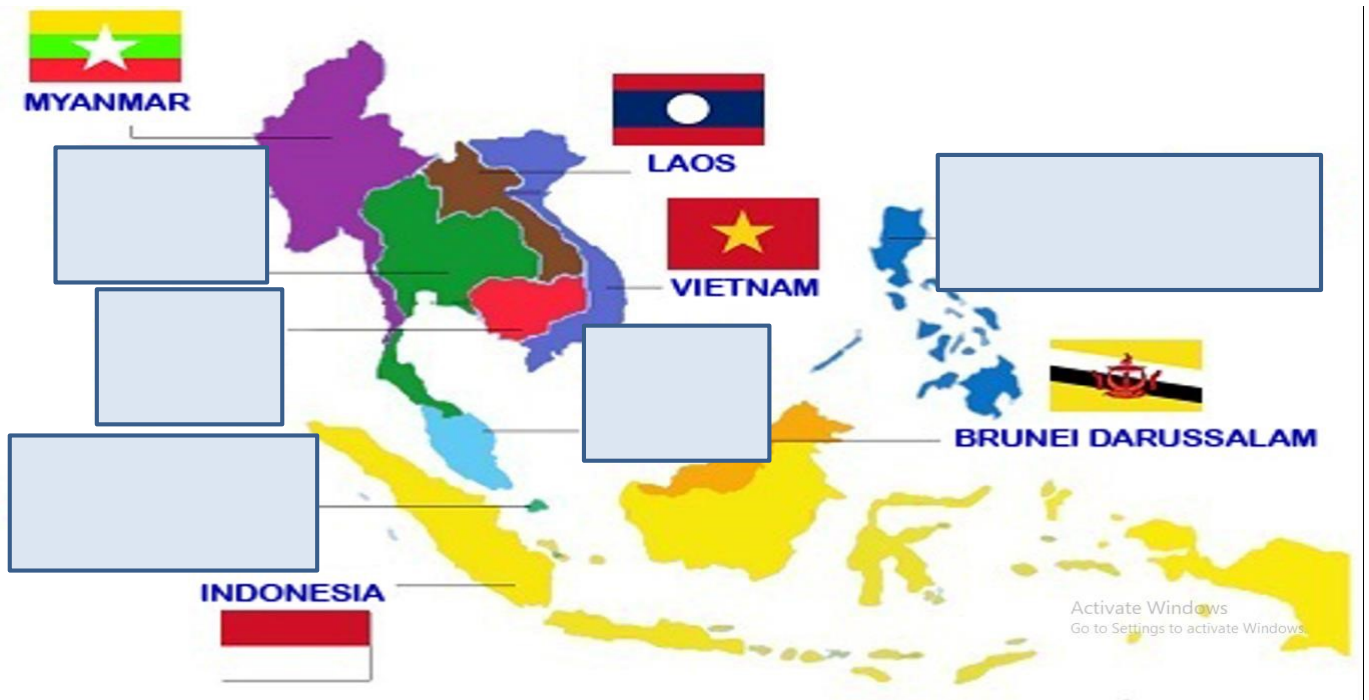 MYANMAR
LAOS
VIETNAM
BRUNEI DARUSSALAM
INDONESIA
Activate Windows
Go to Settings to activate Windows.